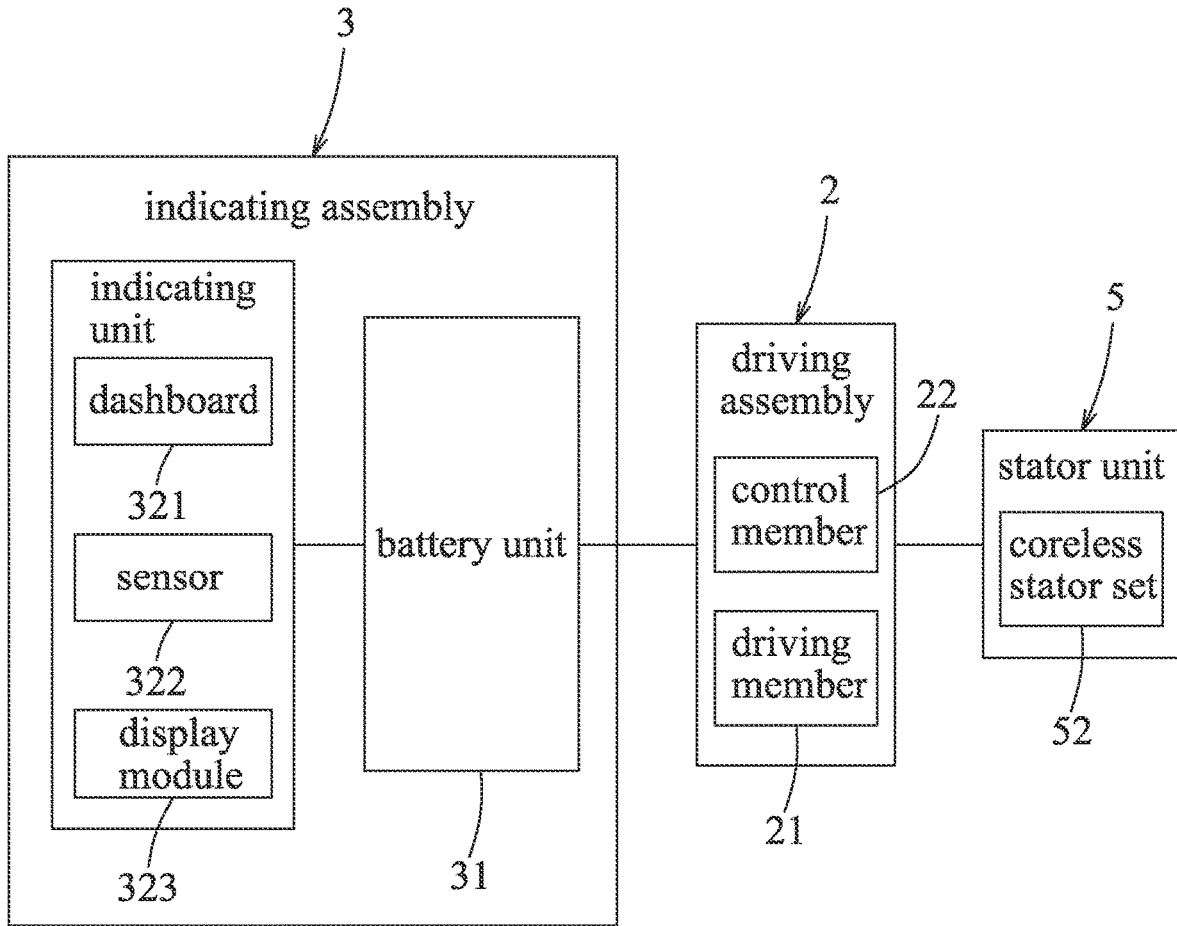 3
indicating assembly
indicating
unit
dashboard
321
sensor
322
display
module
323
battery unit
31
2
driving
assembly
22
control
member
driving
member
21
5
stator unit
coreless
stator set
52